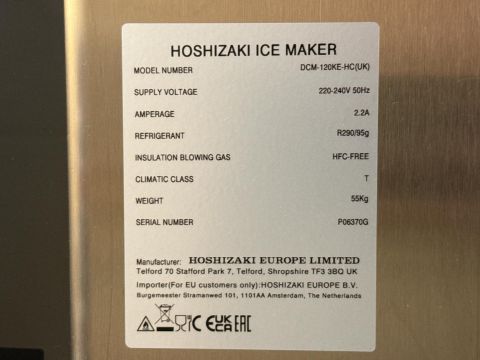 HOSHIZAKI ICE MAKER
MODEL NUMBER DCM-120KE-HC(UK)
SUPPLY VOLTAGE 220-240V 50Hz
AMPERAGE 2.2A
REFRIGERANT R290/95g
INSULATION BLOWING GAS HFC-FREE
CLIMATIC CLASS T
WEIGHT 55Kg
SERIAL NUMBER P06370G
Manufacturer: HOSHIZAKI EUROPE LIMITED
Telford 70 Stafford Park 7, Telford, Shropshire TF3 3BQ UK
Importer(For EU customers only):HOSHIZAKI EUROPE B.V.
Burgemeester Stramanweg 101, 1101AA Amsterdam, The Netherlands
CE UKCA EAC